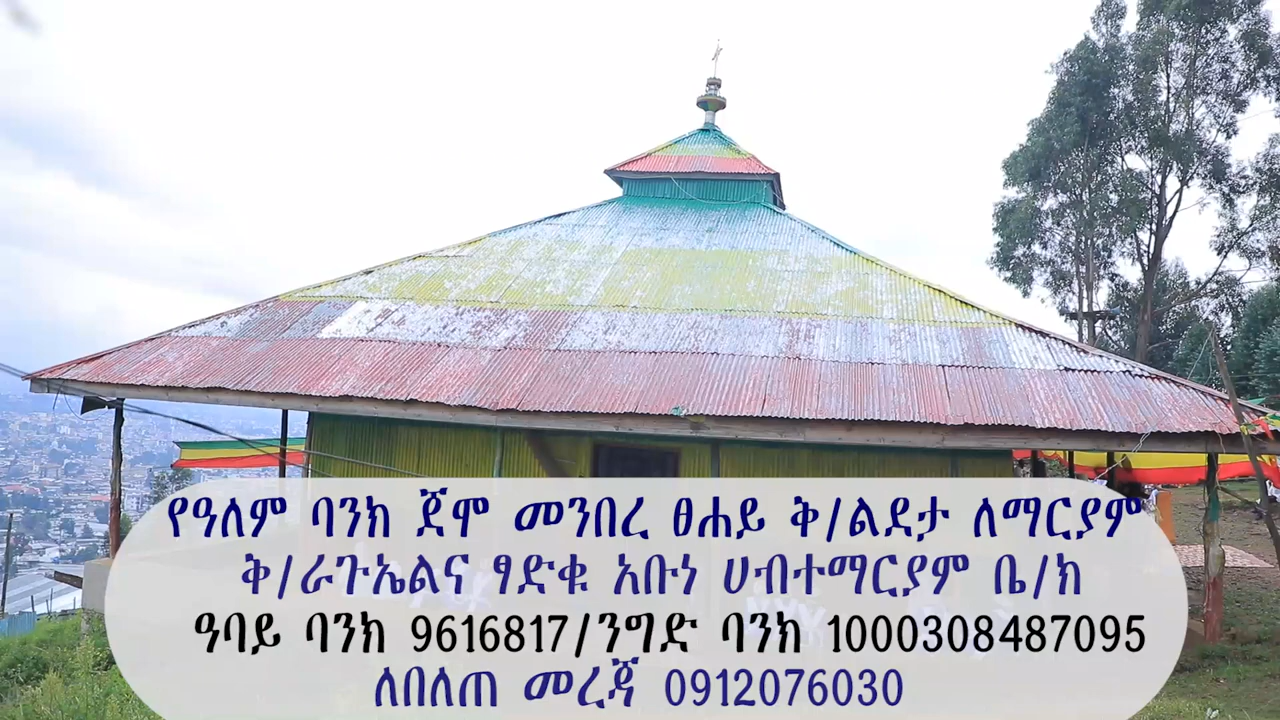 የዓለም ባንክ ጀሞ መንበረ ፀሐይ ቅ/ልደታ ለማርያም
ቅ/ራጉኤልና ፃድቁ አቡነ ሀብተማርያም ቤ/ክ
ዓባይ ባንክ 9616817/ንግድ ባንክ 1000308487095
ለበለጠ መረጃ 0912076030